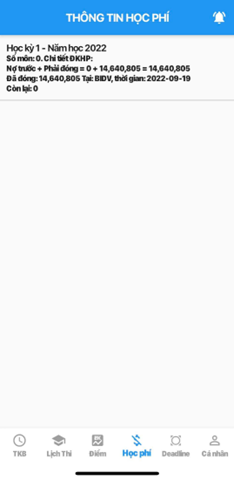 THÔNG TIN HỌC PHÍ
Học kỳ 1 - Năm học 2022
Số môn: 0. Chi tiết ĐKHP:
Nợ trước + Phải đóng = 0 + 14,640,805 = 14,640,805
Đã đóng: 14,640,805 Tại: BIDV, thời gian: 2022-09-19
Còn lại: 0
TKB Lịch Thi Điểm Học phí Deadline Cá nhân